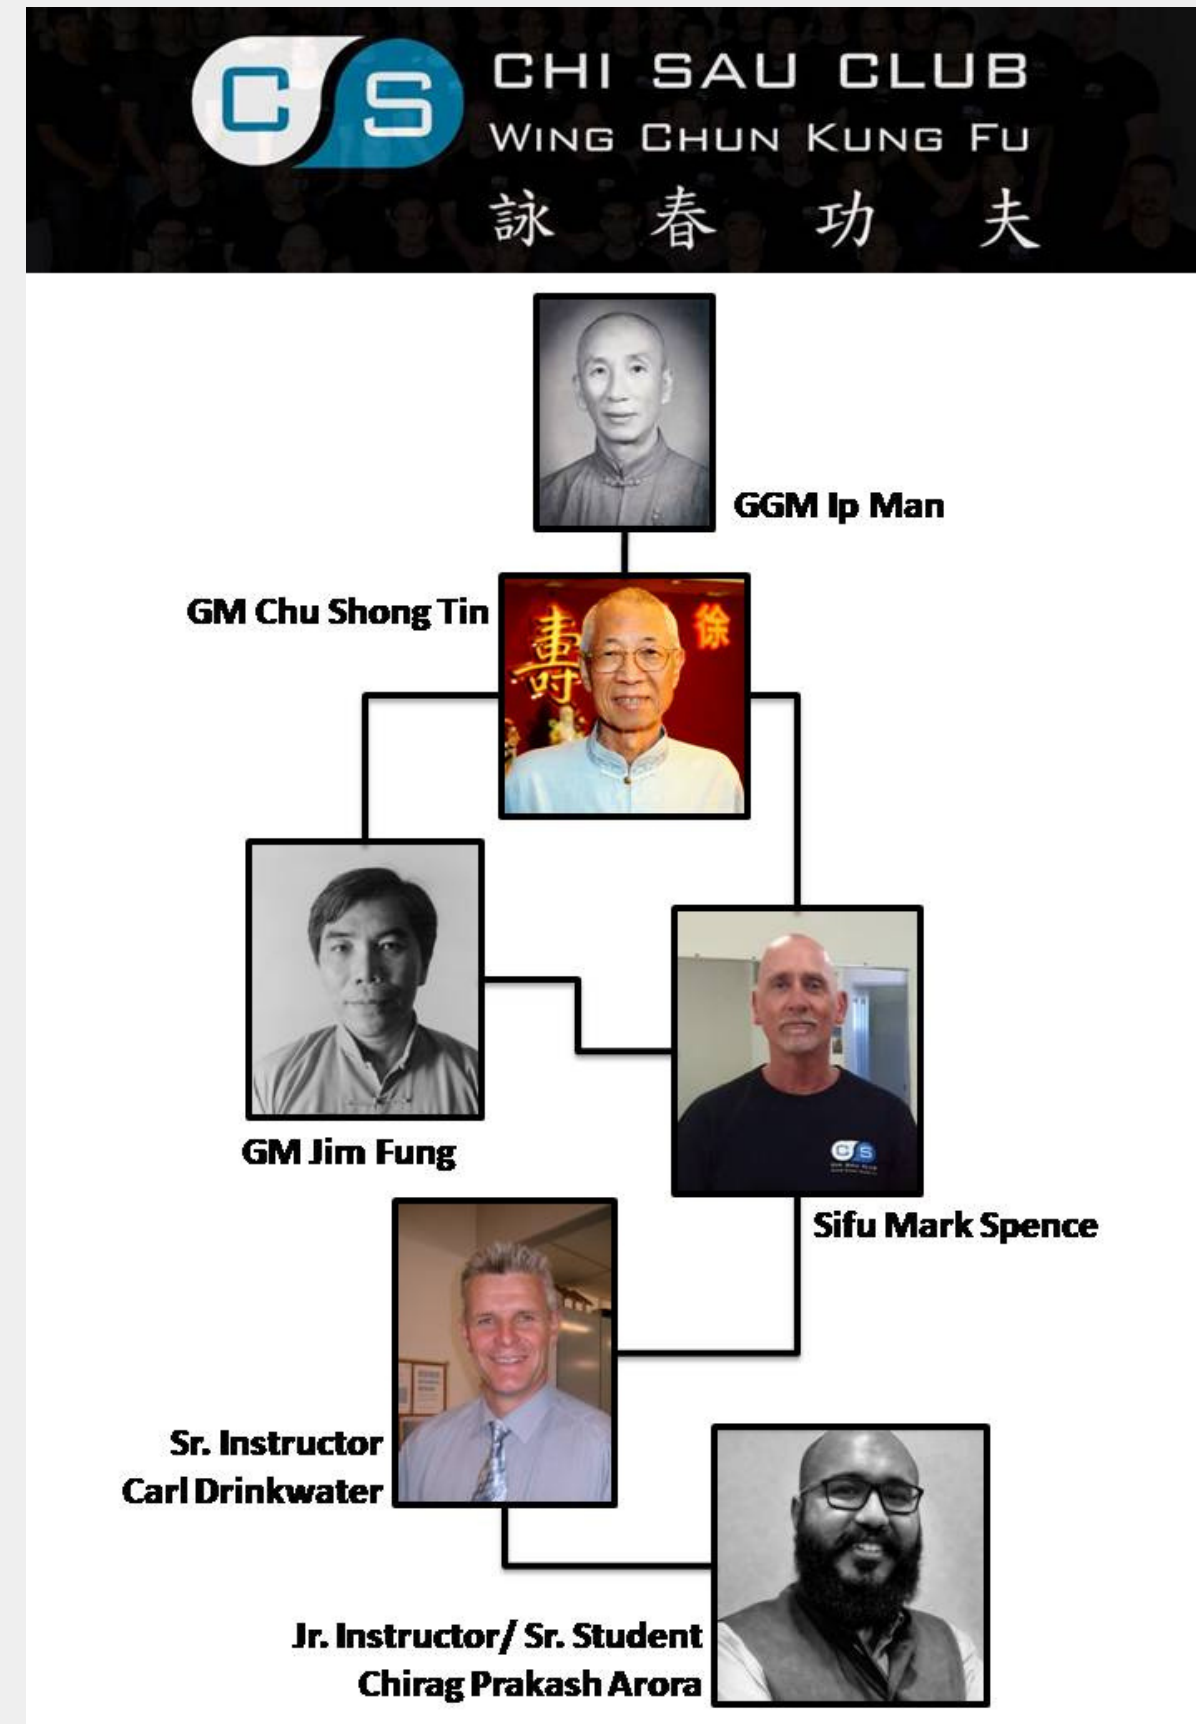 CS
CHI SAU CLUB
WING CHUN KUNG FU
詠春功夫
GGM Ip Man
GM Chu Shong Tin
壽
徐
GM Jim Fung
CS
Sifu Mark Spence
Sr. Instructor
Carl Drinkwater
Jr. Instructor/ Sr. Student
Chirag Prakash Arora